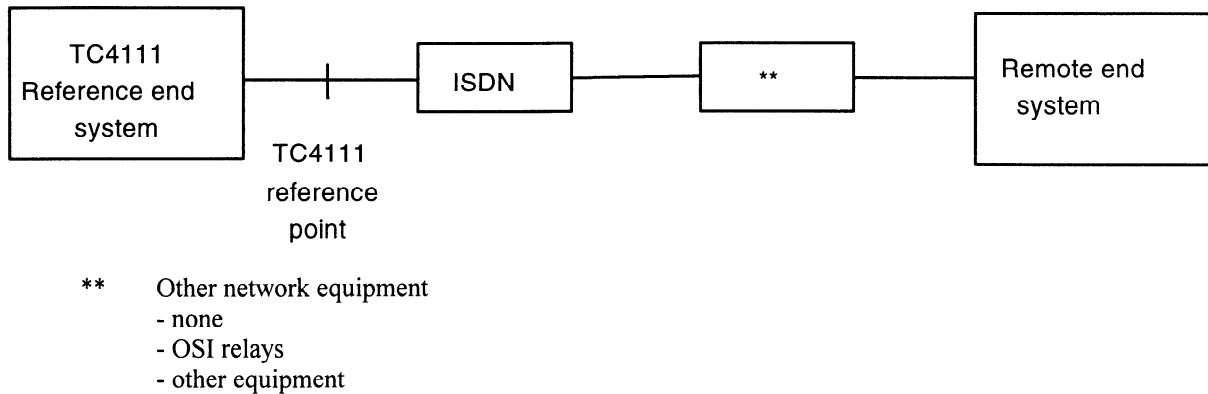 TC4111
Reference end
system
TC4111
reference
point
ISDN
**
Remote end
system
** Other network equipment
- none
- OSI relays
- other equipment